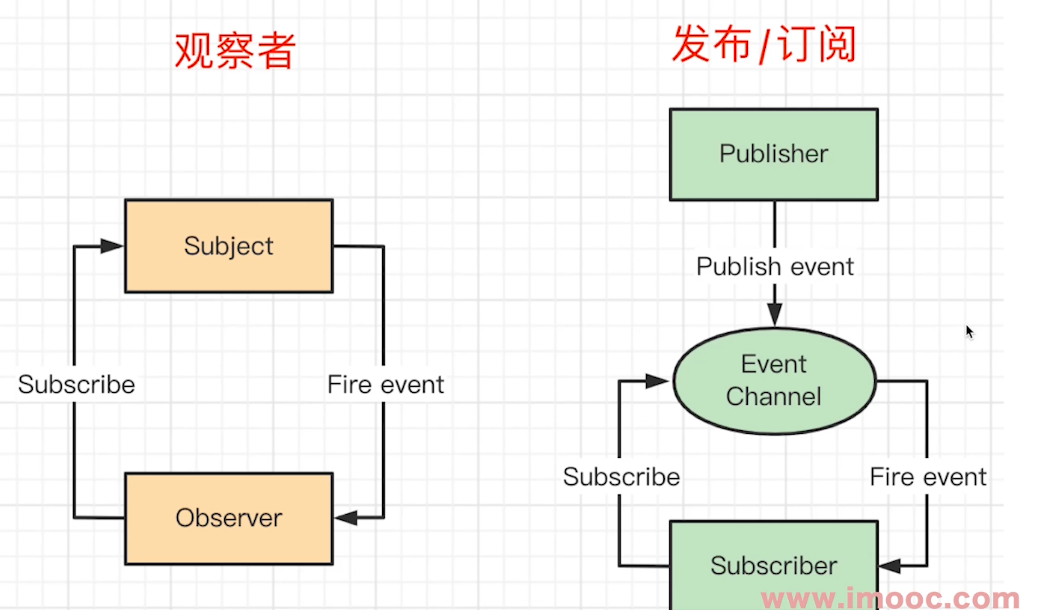 观察者
Subject
Subscribe
Fire event
Observer
发布/订阅
Publisher
Publish event
Event
Channel
Subscribe
Fire event
Subscriber
www.imooc.com